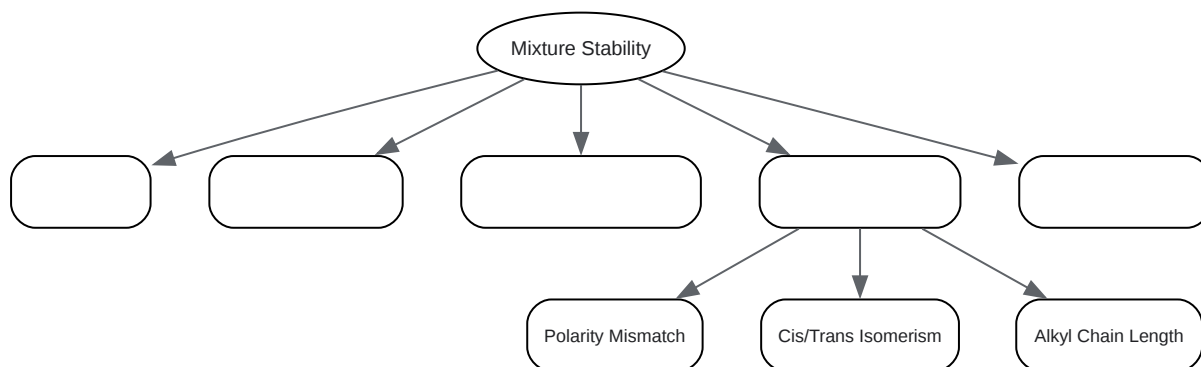 Mixture Stability
Polarity Mismatch
Cis/Trans Isomerism
Alkyl Chain Length